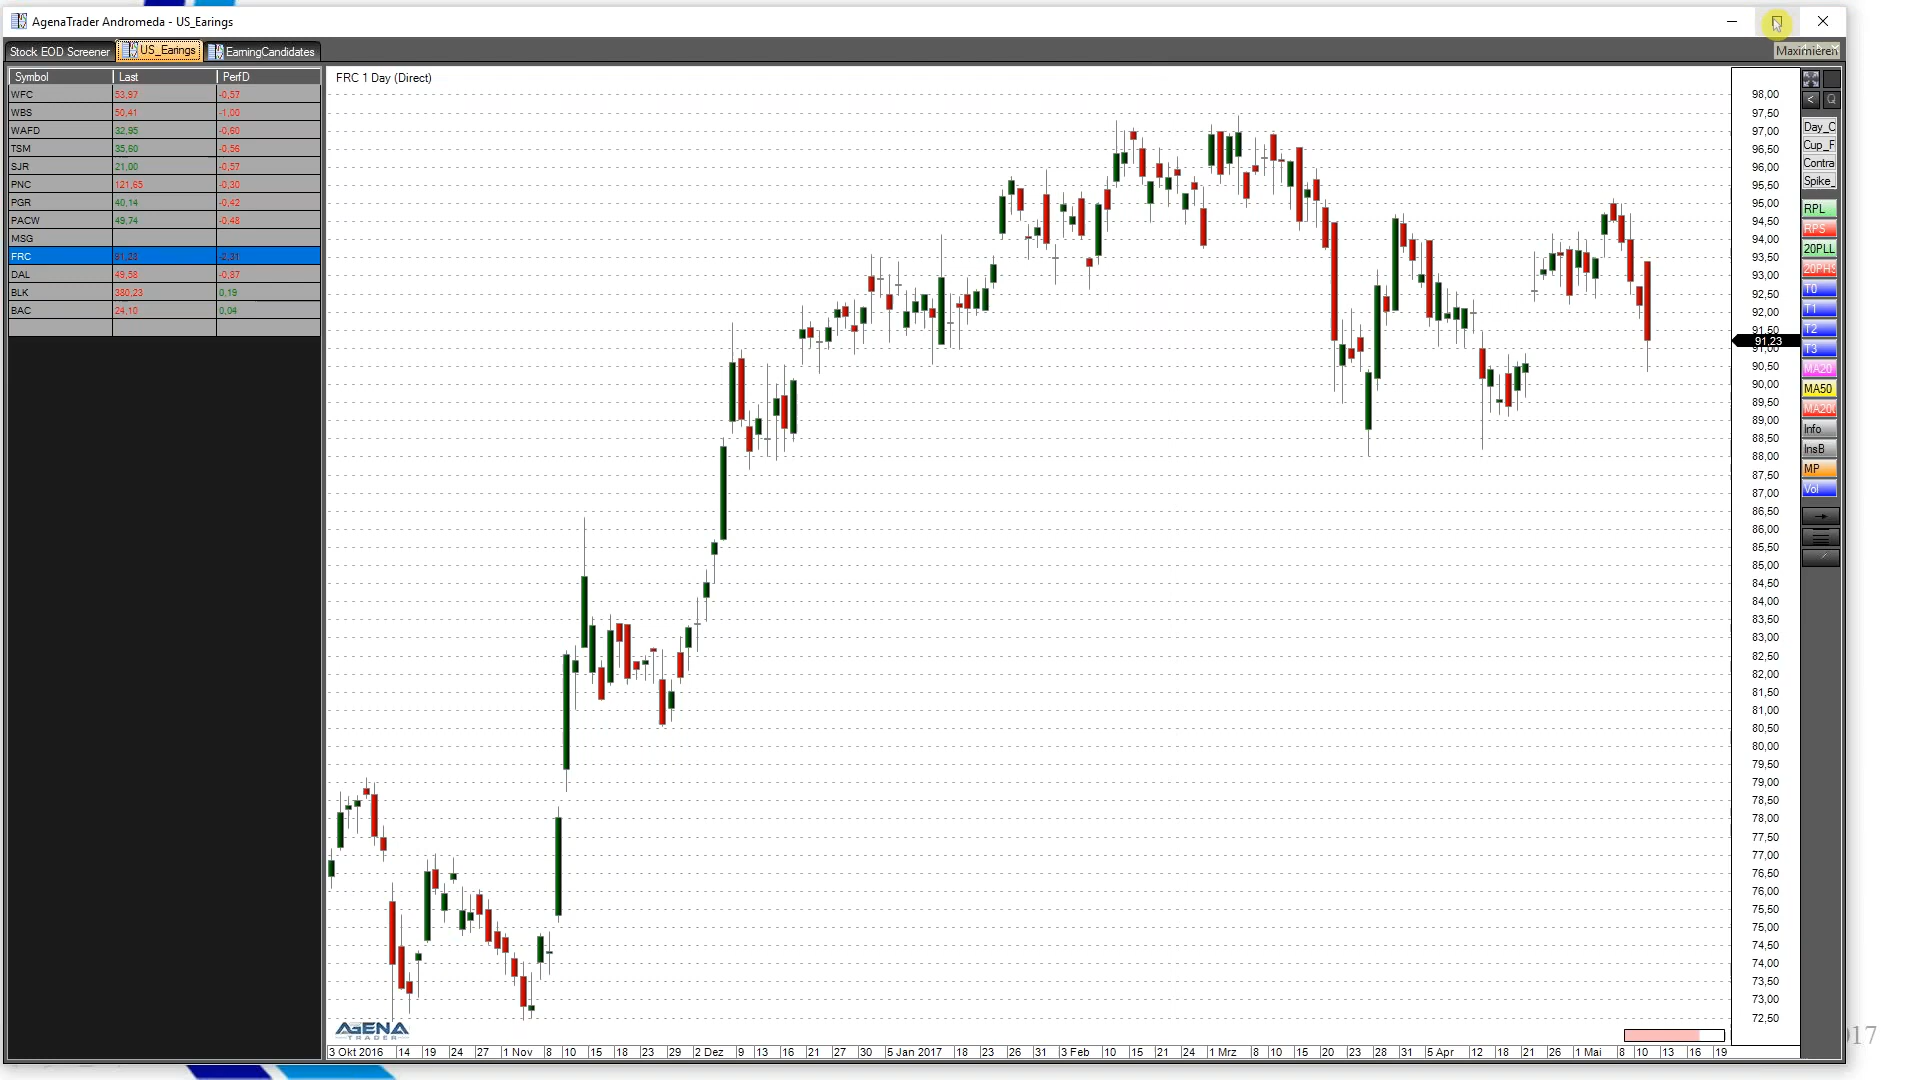 AgenaTrader Andromeda - US_Earings
Stock EOD Screener US_Earings EarningCandidates
Maximieren
Symbol Last PerfD
WFC 53,97 -0,57
WBS 50,41 -1,00
WAFD 32,95 -0,60
TSM 35,60 -0,56
SJR 21,00 -0,57
PNC 121,65 -0,30
PGR 40,14 -0,42
PACW 49,74 -0,48
MSG
FRC 91,23 -2,31
DAL 49,58 -0,87
BLK 380,23 0,19
BAC 24,10 0,04
FRC 1 Day (Direct)
98,00
97,50
97,00
96,50
96,00
95,50
95,00
94,50
94,00
93,50
93,00
92,50
92,00
91,50
91,23
91,00
90,50
90,00
89,50
89,00
88,50
88,00
87,50
87,00
86,50
86,00
85,50
85,00
84,50
84,00
83,50
83,00
82,50
82,00
81,50
81,00
80,50
80,00
79,50
79,00
78,50
78,00
77,50
77,00
76,50
76,00
75,50
75,00
74,50
74,00
73,50
73,00
72,50
<
Q
Day_C
Cup_F
Contra
Spike_
RPL
RPS
20PLL
20PHS
T0
T1
T2
T3
MA20
MA50
MA200
Info
InsB
MP
Vol
AGENA
TRADER
3 Okt 2016 14 19 24 27 1 Nov 8 10 15 18 23 29 2 Dez 9 13 16 21 27 30 5 Jan 2017 18 23 26 31 3 Feb 10 15 21 24 1 Mrz 8 10 15 20 23 28 31 5 Apr 12 18 21 26 1 Mai 8 10 13 16 19
017